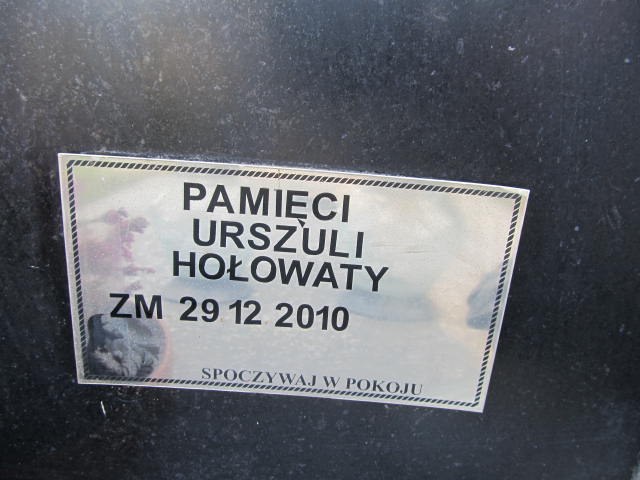 PAMIĘCI
URSZULI
HOŁOWATY
ZM 29 12 2010
SPOCZYWAJ W POKOJU